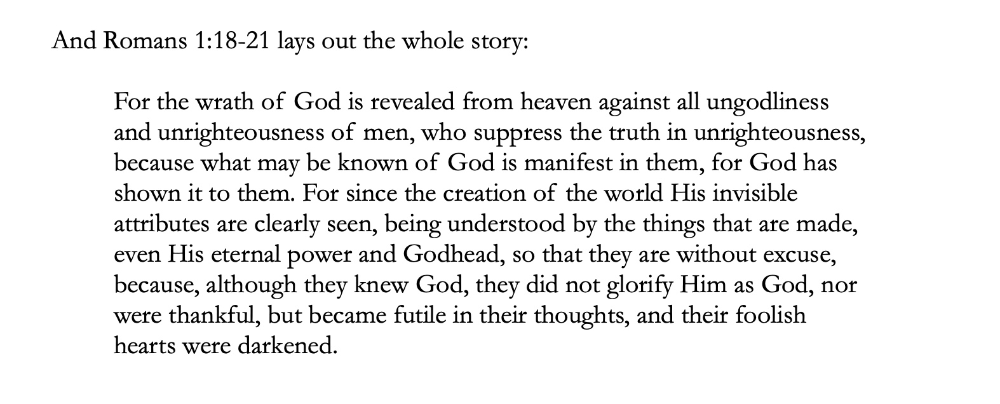 And Romans 1:18-21 lays out the whole story:
For the wrath of God is revealed from heaven against all ungodliness
and unrighteousness of men, who suppress the truth in unrighteousness,
because what may be known of God is manifest in them, for God has
shown it to them. For since the creation of the world His invisible
attributes are clearly seen, being understood by the things that are made,
even His eternal power and Godhead, so that they are without excuse,
because, although they knew God, they did not glorify Him as God, nor
were thankful, but became futile in their thoughts, and their foolish
hearts were darkened.